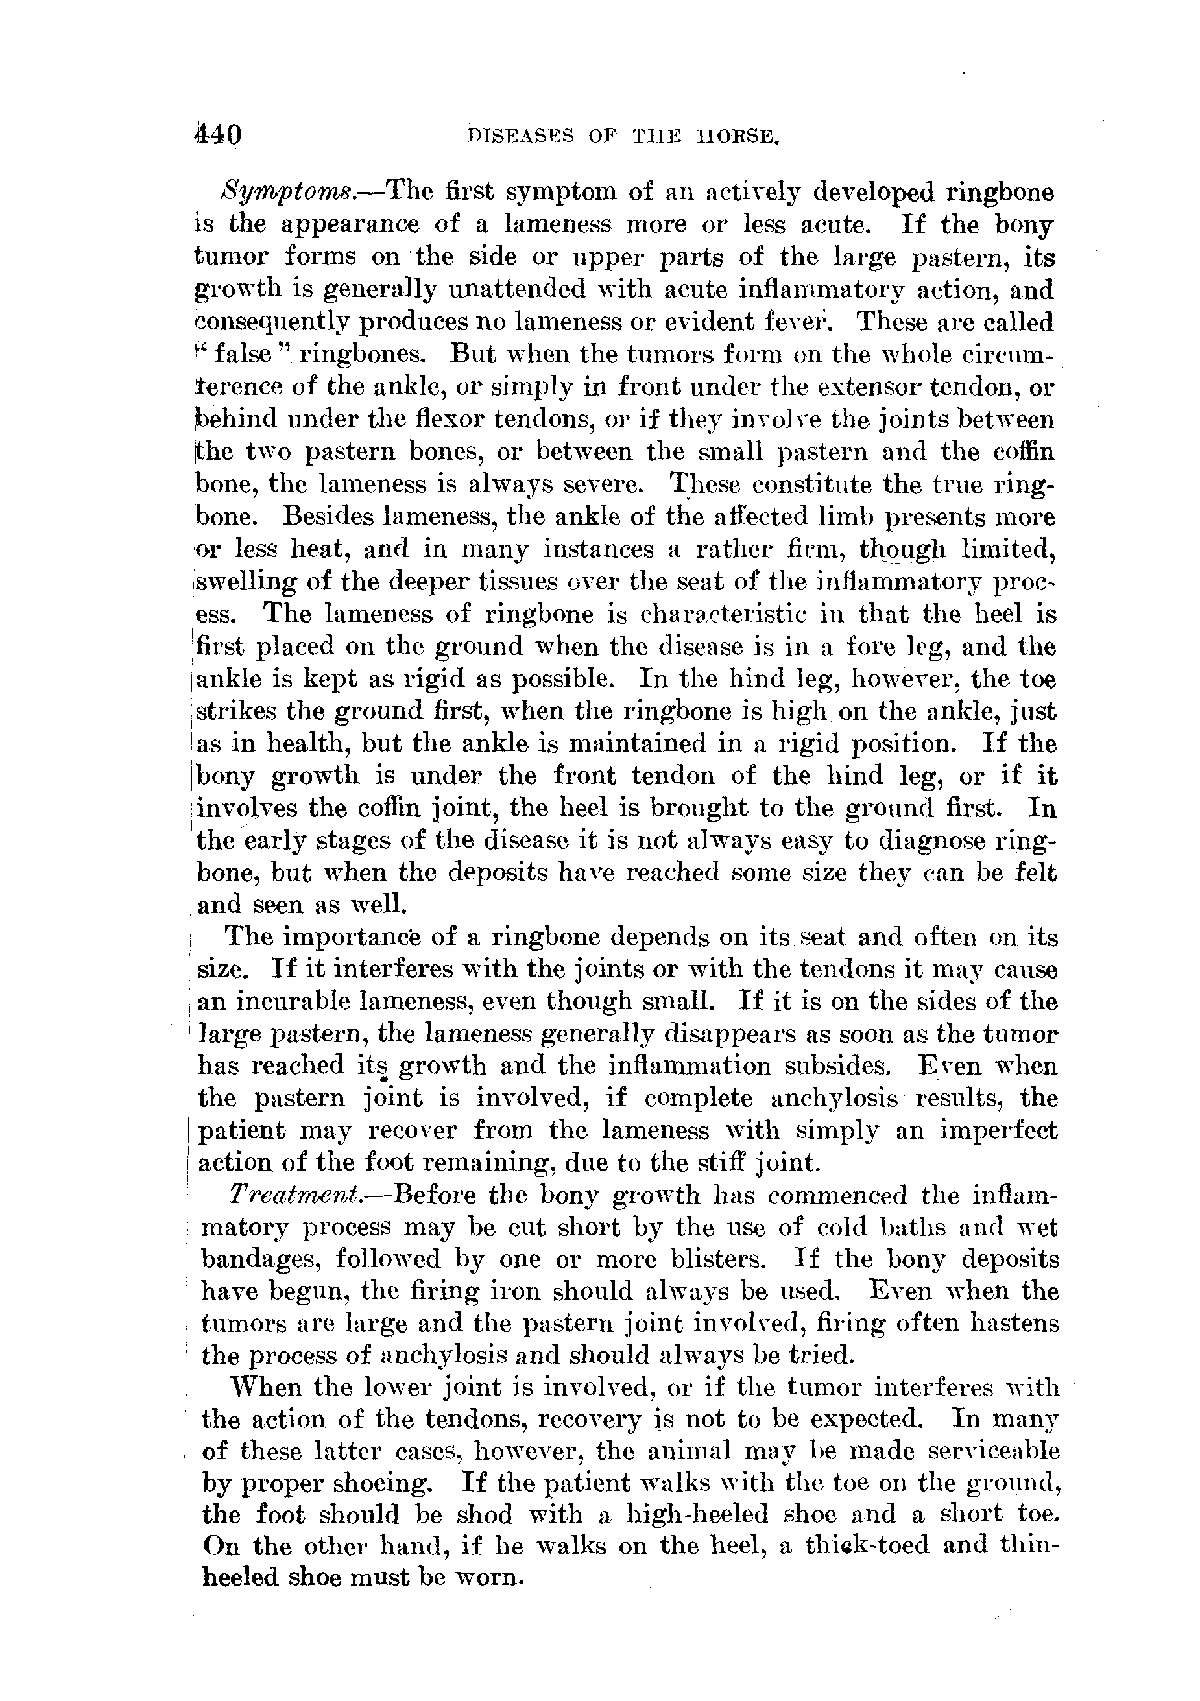 440 DISEASES OF THE HORSE.
Symptoms.—The first symptom of an actively developed ringbone
is the appearance of a lameness more or less acute. If the bony
tumor forms on the side or upper parts of the large pastern, its
growth is generally unattended with acute inflammatory action, and
consequently produces no lameness or evident fever. These are called
"false" ringbones. But when the tumors form on the whole circum-
ference of the ankle, or simply in front under the extensor tendon, or
behind under the flexor tendons, or if they involve the joints between
the two pastern bones, or between the small pastern and the coffin
bone, the lameness is always severe. These constitute the true ring-
bone. Besides lameness, the ankle of the affected limb presents more
or less heat, and in many instances a rather firm, though limited,
swelling of the deeper tissues over the seat of the inflammatory proc-
ess. The lameness of ringbone is characteristic in that the heel is
first placed on the ground when the disease is in a fore leg, and the
ankle is kept as rigid as possible. In the hind leg, however, the toe
strikes the ground first, when the ringbone is high on the ankle, just
as in health, but the ankle is maintained in a rigid position. If the
bony growth is under the front tendon of the hind leg, or if it
involves the coffin joint, the heel is brought to the ground first. In
the early stages of the disease it is not always easy to diagnose ring-
bone, but when the deposits have reached some size they can be felt
and seen as well.
The importance of a ringbone depends on its seat and often on its
size. If it interferes with the joints or with the tendons it may cause
an incurable lameness, even though small. If it is on the sides of the
large pastern, the lameness generally disappears as soon as the tumor
has reached its growth and the inflammation subsides. Even when
the pastern joint is involved, if complete anchylosis results, the
patient may recover from the lameness with simply an imperfect
action of the foot remaining, due to the stiff joint.
Treatment.—Before the bony growth has commenced the inflam-
matory process may be cut short by the use of cold baths and wet
bandages, followed by one or more blisters. If the bony deposits
have begun, the firing iron should always be used. Even when the
tumors are large and the pastern joint involved, firing often hastens
the process of anchylosis and should always be tried.
When the lower joint is involved, or if the tumor interferes with
the action of the tendons, recovery is not to be expected. In many
of these latter cases, however, the animal may be made serviceable
by proper shoeing. If the patient walks with the toe on the ground,
the foot should be shod with a high-heeled shoe and a short toe.
On the other hand, if he walks on the heel, a thick-toed and thin-
heeled shoe must be worn.